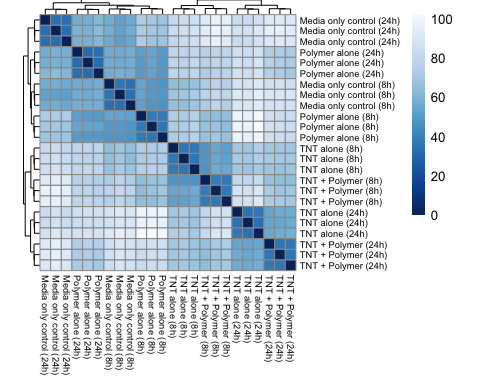 Media only control (24h)
Media only control (24h)
Media only control (24h)
Polymer alone (24h)
Polymer alone (24h)
Polymer alone (24h)
Media only control (8h)
Media only control (8h)
Media only control (8h)
Polymer alone (8h)
Polymer alone (8h)
Polymer alone (8h)
TNT alone (8h)
TNT alone (8h)
TNT alone (8h)
TNT + Polymer (8h)
TNT + Polymer (8h)
TNT + Polymer (8h)
TNT alone (24h)
TNT alone (24h)
TNT alone (24h)
TNT + Polymer (24h)
TNT + Polymer (24h)
TNT + Polymer (24h)
100
80
60
40
20
0
Media only control (24h)
Media only control (24h)
Media only control (24h)
Polymer alone (24h)
Polymer alone (24h)
Polymer alone (24h)
Media only control (8h)
Media only control (8h)
Media only control (8h)
Polymer alone (8h)
Polymer alone (8h)
Polymer alone (8h)
TNT alone (8h)
TNT alone (8h)
TNT alone (8h)
TNT + Polymer (8h)
TNT + Polymer (8h)
TNT + Polymer (8h)
TNT alone (24h)
TNT alone (24h)
TNT alone (24h)
TNT + Polymer (24h)
TNT + Polymer (24h)
TNT + Polymer (24h)